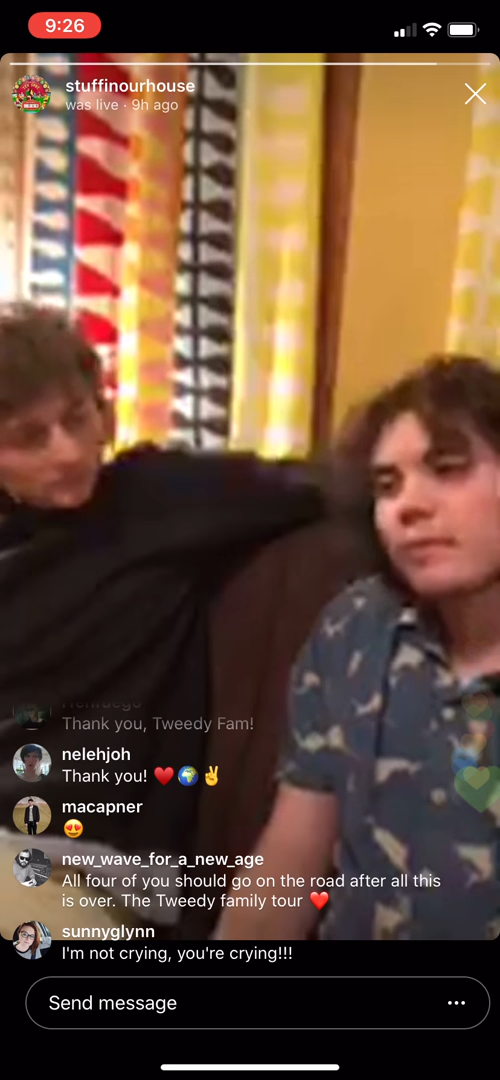 9:26
stuffinourhouse
was live · 9h ago
Thank you, Tweedy Fam!
nelehjoh
Thank you! ❤️🌍✌️
macapner
😍
new_wave_for_a_new_age
All four of you should go on the road after all this
is over. The Tweedy family tour ❤️
sunnyglynn
I'm not crying, you're crying!!!
Send message